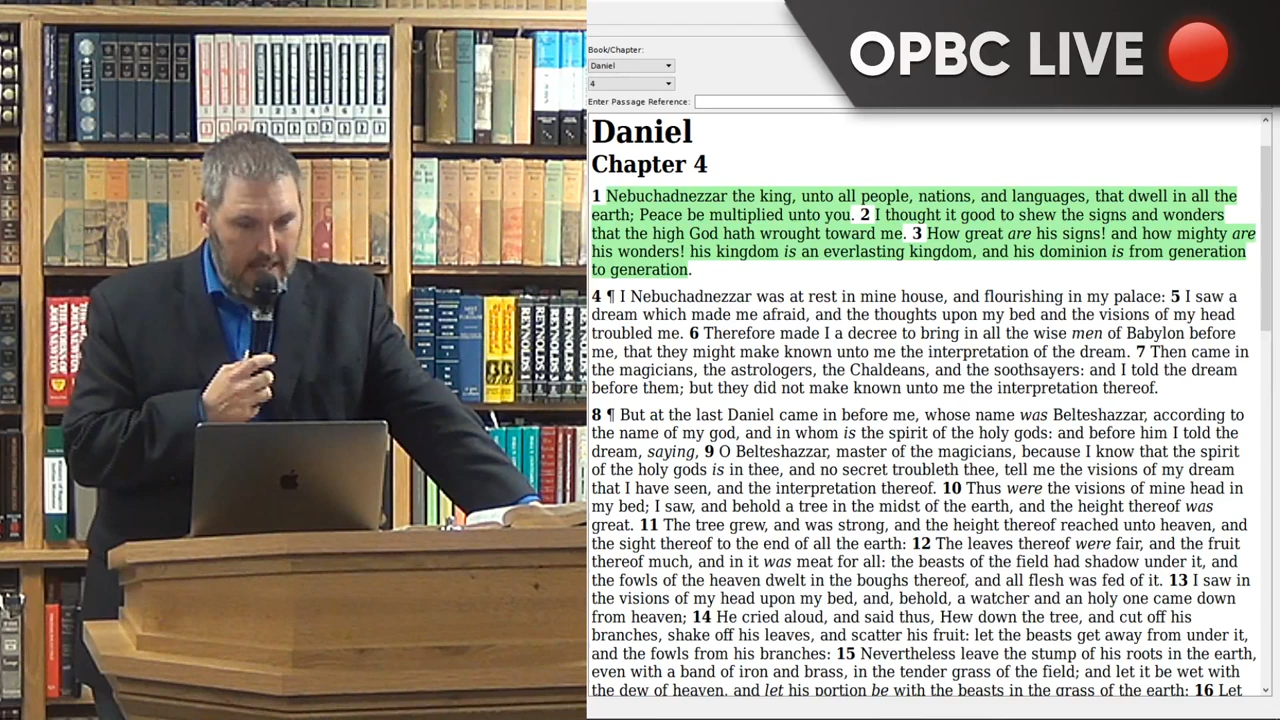 OPBC LIVE
Book/Chapter:
Daniel
4
Enter Passage Reference:
Daniel
Chapter 4
1 Nebuchadnezzar the king, unto all people, nations, and languages, that dwell in all the
earth; Peace be multiplied unto you. 2 I thought it good to shew the signs and wonders
that the high God hath wrought toward me. 3 How great are his signs! and how mighty are
his wonders! his kingdom is an everlasting kingdom, and his dominion is from generation
to generation.
4 ¶ I Nebuchadnezzar was at rest in mine house, and flourishing in my palace: 5 I saw a
dream which made me afraid, and the thoughts upon my bed and the visions of my head
troubled me. 6 Therefore made I a decree to bring in all the wise men of Babylon before
me, that they might make known unto me the interpretation of the dream. 7 Then came in
the magicians, the astrologers, the Chaldeans, and the soothsayers: and I told the dream
before them; but they did not make known unto me the interpretation thereof.
8 ¶ But at the last Daniel came in before me, whose name was Belteshazzar, according to
the name of my god, and in whom is the spirit of the holy gods: and before him I told the
dream, saying, 9 O Belteshazzar, master of the magicians, because I know that the spirit
of the holy gods is in thee, and no secret troubleth thee, tell me the visions of my dream
that I have seen, and the interpretation thereof. 10 Thus were the visions of mine head in
my bed; I saw, and behold a tree in the midst of the earth, and the height thereof was
great. 11 The tree grew, and was strong, and the height thereof reached unto heaven, and
the sight thereof to the end of all the earth: 12 The leaves thereof were fair, and the fruit
thereof much, and in it was meat for all: the beasts of the field had shadow under it, and
the fowls of the heaven dwelt in the boughs thereof, and all flesh was fed of it. 13 I saw in
the visions of my head upon my bed, and, behold, a watcher and an holy one came down
from heaven; 14 He cried aloud, and said thus, Hew down the tree, and cut off his
branches, shake off his leaves, and scatter his fruit: let the beasts get away from under it,
and the fowls from his branches: 15 Nevertheless leave the stump of his roots in the earth,
even with a band of iron and brass, in the tender grass of the field; and let it be wet with
the dew of heaven, and let his portion be with the beasts in the grass of the earth: 16 Let
REYNOLDS 2
REYNOLDS 3